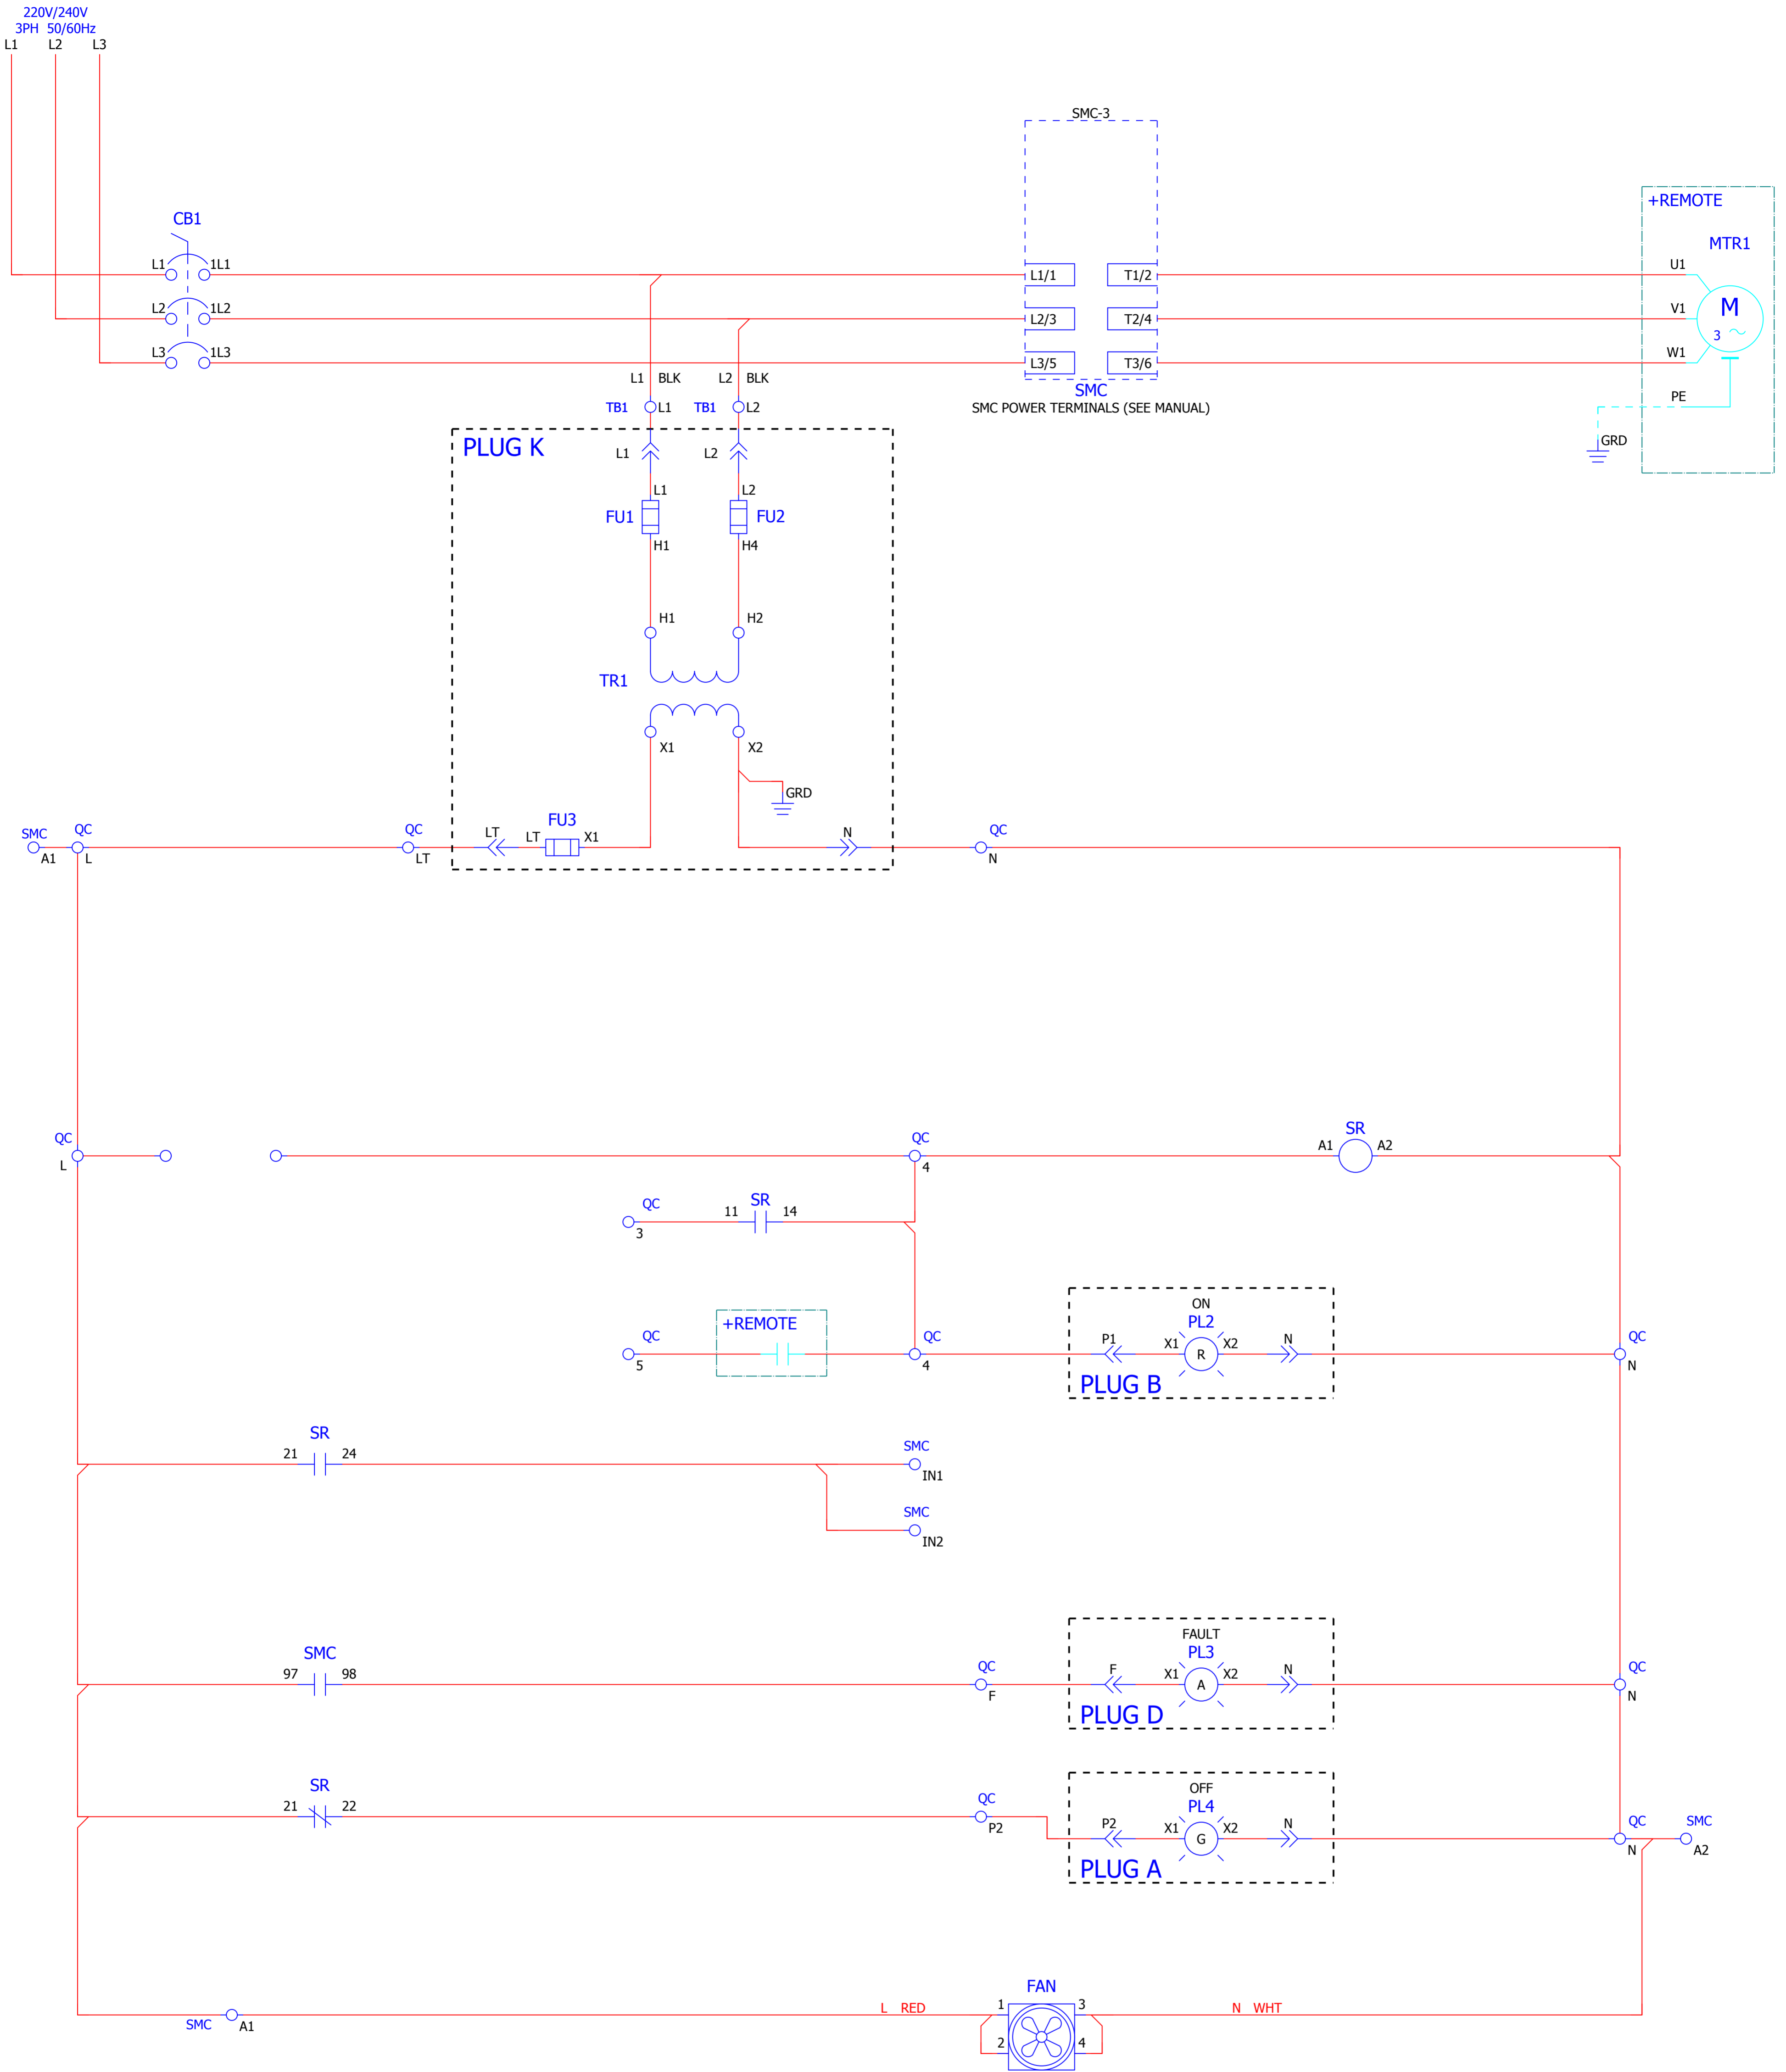 220V/240V
3PH 50/60Hz
L1 L2 L3
SMC-3
+REMOTE
CB1
MTR1
L1 1L1 L1/1 T1/2 U1
L2 1L2 L2/3 T2/4 V1
M
3
L3 1L3 L3/5 T3/6 W1
L1 BLK L2 BLK
SMC
SMC POWER TERMINALS (SEE MANUAL)
PE
TB1 L1 TB1 L2
GRD
PLUG K
L1 L2
L1 L2
FU1 FU2
H1 H4
H1 H2
TR1
X1 X2
GRD
FU3
SMC QC QC LT LT X1 N QC
A1 L LT N
QC QC SR
L 4 A1 A2
QC SR
3 11 14
+REMOTE
ON
PL2
QC QC P1 X1 R X2 N QC
5 4 N
PLUG B
SR
21 24 SMC
IN1
SMC
IN2
FAULT
SMC PL3
97 98 QC F X1 A X2 N QC
F N
PLUG D
SR OFF
PL4
21 22 QC
P2
P2 X1 G X2 N QC SMC
N A2
PLUG A
FAN
L RED 1 3 N WHT
SMC A1
2 4